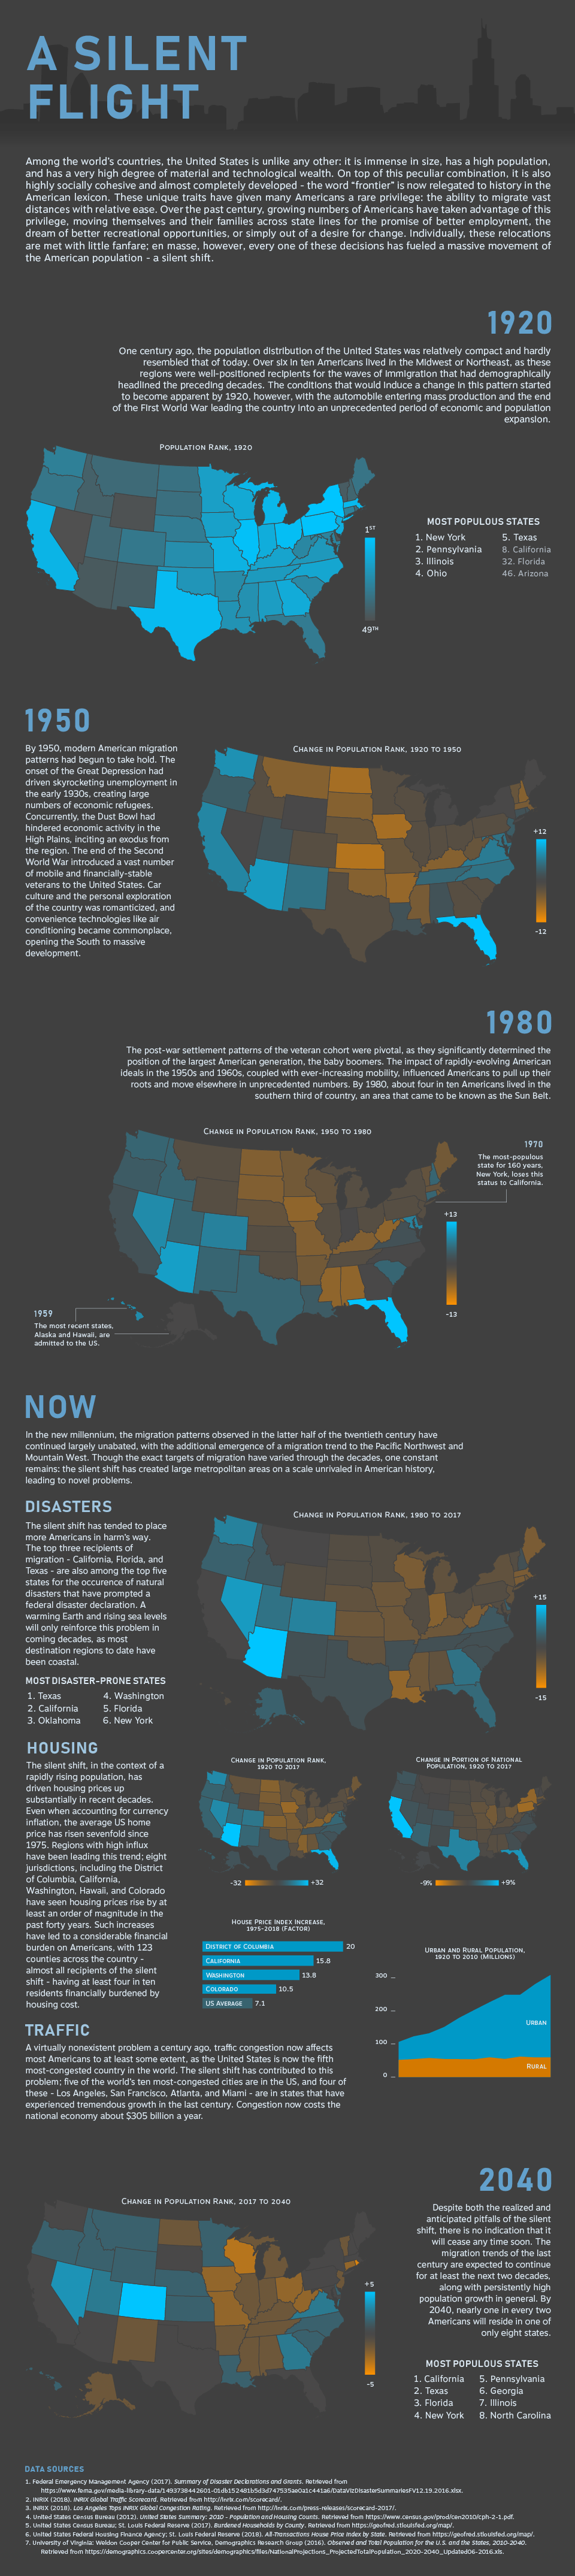 A SILENT
FLIGHT
Among the world's countries, the United States is unlike any other: it is immense in size, has a high population,
and has a very high degree of material and technological wealth. On top of this peculiar combination, it is also
highly socially cohesive and almost completely developed - the word "frontier" is now relegated to history in the
American lexicon. These unique traits have given many Americans a rare privilege: the ability to migrate vast
distances with relative ease. Over the past century, growing numbers of Americans have taken advantage of this
privilege, moving themselves and their families across state lines for the promise of better employment, the
dream of better recreational opportunities, or simply out of a desire for change. Individually, these relocations
are met with little fanfare; en masse, however, every one of these decisions has fueled a massive movement of
the American population - a silent shift.
1920
One century ago, the population distribution of the United States was relatively compact and hardly
resembled that of today. Over six in ten Americans lived in the Midwest or Northeast, as these
regions were well-positioned recipients for the waves of immigration that had demographically
headlined the preceding decades. The conditions that would induce a change in this pattern started
to become apparent by 1920, however, with the automobile entering mass production and the end
of the First World War leading the country into an unprecedented period of economic and population
expansion.
POPULATION RANK, 1920
1ST
49TH
MOST POPULOUS STATES
1. New York
2. Pennsylvania
3. Illinois
4. Ohio
5. Texas
8. California
32. Florida
46. Arizona
1950
By 1950, modern American migration
patterns had begun to take hold. The
onset of the Great Depression had
driven skyrocketing unemployment in
the early 1930s, creating large
numbers of economic refugees.
Concurrently, the Dust Bowl had
hindered economic activity in the
High Plains, inciting an exodus from
the region. The end of the Second
World War introduced a vast number
of mobile and financially-stable
veterans to the United States. Car
culture and the personal exploration
of the country was romanticized, and
convenience technologies like air
conditioning became commonplace,
opening the South to massive
development.
CHANGE IN POPULATION RANK, 1920 TO 1950
+12
-12
1980
The post-war settlement patterns of the veteran cohort were pivotal, as they significantly determined the
position of the largest American generation, the baby boomers. The impact of rapidly-evolving American
ideals in the 1950s and 1960s, coupled with ever-increasing mobility, influenced Americans to pull up their
roots and move elsewhere in unprecedented numbers. By 1980, about four in ten Americans lived in the
southern third of country, an area that came to be known as the Sun Belt.
CHANGE IN POPULATION RANK, 1950 TO 1980
1970
The most-populous
state for 160 years,
New York, loses this
status to California.
+13
-13
1959
The most recent states,
Alaska and Hawaii, are
admitted to the US.
NOW
In the new millennium, the migration patterns observed in the latter half of the twentieth century have
continued largely unabated, with the additional emergence of a migration trend to the Pacific Northwest and
Mountain West. Though the exact targets of migration have varied through the decades, one constant
remains: the silent shift has created large metropolitan areas on a scale unrivaled in American history,
leading to novel problems.
DISASTERS
The silent shift has tended to place
more Americans in harm's way.
The top three recipients of
migration - California, Florida, and
Texas - are also among the top five
states for the occurence of natural
disasters that have prompted a
federal disaster declaration. A
warming Earth and rising sea levels
will only reinforce this problem in
coming decades, as most
destination regions to date have
been coastal.
MOST DISASTER-PRONE STATES
1. Texas
2. California
3. Oklahoma
4. Washington
5. Florida
6. New York
CHANGE IN POPULATION RANK, 1980 TO 2017
+15
-15
HOUSING
The silent shift, in the context of a
rapidly rising population, has
driven housing prices up
substantially in recent decades.
Even when accounting for currency
inflation, the average US home
price has risen sevenfold since
1975. Regions with high influx
have been leading this trend; eight
jurisdictions, including the District
of Columbia, California,
Washington, Hawaii, and Colorado
have seen housing prices rise by at
least an order of magnitude in the
past forty years. Such increases
have led to a considerable financial
burden on Americans, with 123
counties across the country -
almost all recipients of the silent
shift - having at least four in ten
residents financially burdened by
housing cost.
CHANGE IN POPULATION RANK,
1920 TO 2017
-32
+32
CHANGE IN PORTION OF NATIONAL
POPULATION, 1920 TO 2017
-9%
+9%
HOUSE PRICE INDEX INCREASE,
1975-2018 (FACTOR)
DISTRICT OF COLUMBIA 20
CALIFORNIA 15.8
WASHINGTON 13.8
COLORADO 10.5
US AVERAGE 7.1
URBAN AND RURAL POPULATION,
1920 TO 2010 (MILLIONS)
300
200
100
0
URBAN
RURAL
TRAFFIC
A virtually nonexistent problem a century ago, traffic congestion now affects
most Americans to at least some extent, as the United States is now the fifth
most-congested country in the world. The silent shift has contributed to this
problem; five of the world's ten most-congested cities are in the US, and four of
these - Los Angeles, San Francisco, Atlanta, and Miami - are in states that have
experienced tremendous growth in the last century. Congestion now costs the
national economy about $305 billion a year.
2040
CHANGE IN POPULATION RANK, 2017 TO 2040
+5
-5
Despite both the realized and
anticipated pitfalls of the silent
shift, there is no indication that it
will cease any time soon. The
migration trends of the last
century are expected to continue
for at least the next two decades,
along with persistently high
population growth in general. By
2040, nearly one in every two
Americans will reside in one of
only eight states.
MOST POPULOUS STATES
1. California
2. Texas
3. Florida
4. New York
5. Pennsylvania
6. Georgia
7. Illinois
8. North Carolina
DATA SOURCES
1. Federal Emergency Management Agency (2017). Summary of Disaster Declarations and Grants. Retrieved from
https://www.fema.gov/media-library-data/1493738442601-01db152481b5d3d747535ae0a1c441a6/DataVizDisasterSummariesFV12.19.2016.xlsx.
2. INRIX (2018). INRIX Global Traffic Scorecard. Retrieved from http://inrix.com/scorecard/.
3. INRIX (2018). Los Angeles Tops INRIX Global Congestion Rating. Retrieved from http://inrix.com/press-releases/scorecard-2017/.
4. United States Census Bureau (2012). United States Summary: 2010 - Population and Housing Counts. Retrieved from https://www.census.gov/prod/cen2010/cph-2-1.pdf.
5. United States Census Bureau; St. Louis Federal Reserve (2017). Burdened Households by County. Retrieved from https://geofred.stlouisfed.org/map/.
6. United States Federal Housing Finance Agency; St. Louis Federal Reserve (2018). All-Transactions House Price Index by State. Retrieved from https://geofred.stlouisfed.org/map/.
7. University of Virginia: Weldon Cooper Center for Public Service, Demographics Research Group (2016). Observed and Total Population for the U.S. and the States, 2010-2040.
Retrieved from https://demographics.coopercenter.org/sites/demographics/files/NationalProjections_ProjectedTotalPopulation_2020-2040_Updated06-2016.xls.